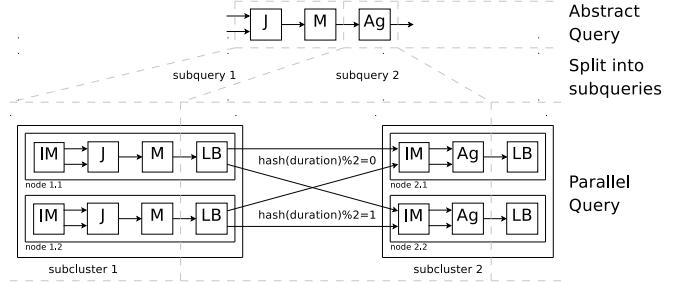 J M Ag
Abstract
Query
subquery 1 subquery 2
Split into
subqueries
IM J M LB
hash(duration)%2=0
IM Ag LB
node 1.1
node 2.1
Parallel
Query
IM J M LB
hash(duration)%2=1
IM Ag LB
node 1.2
node 2.2
subcluster 1
subcluster 2